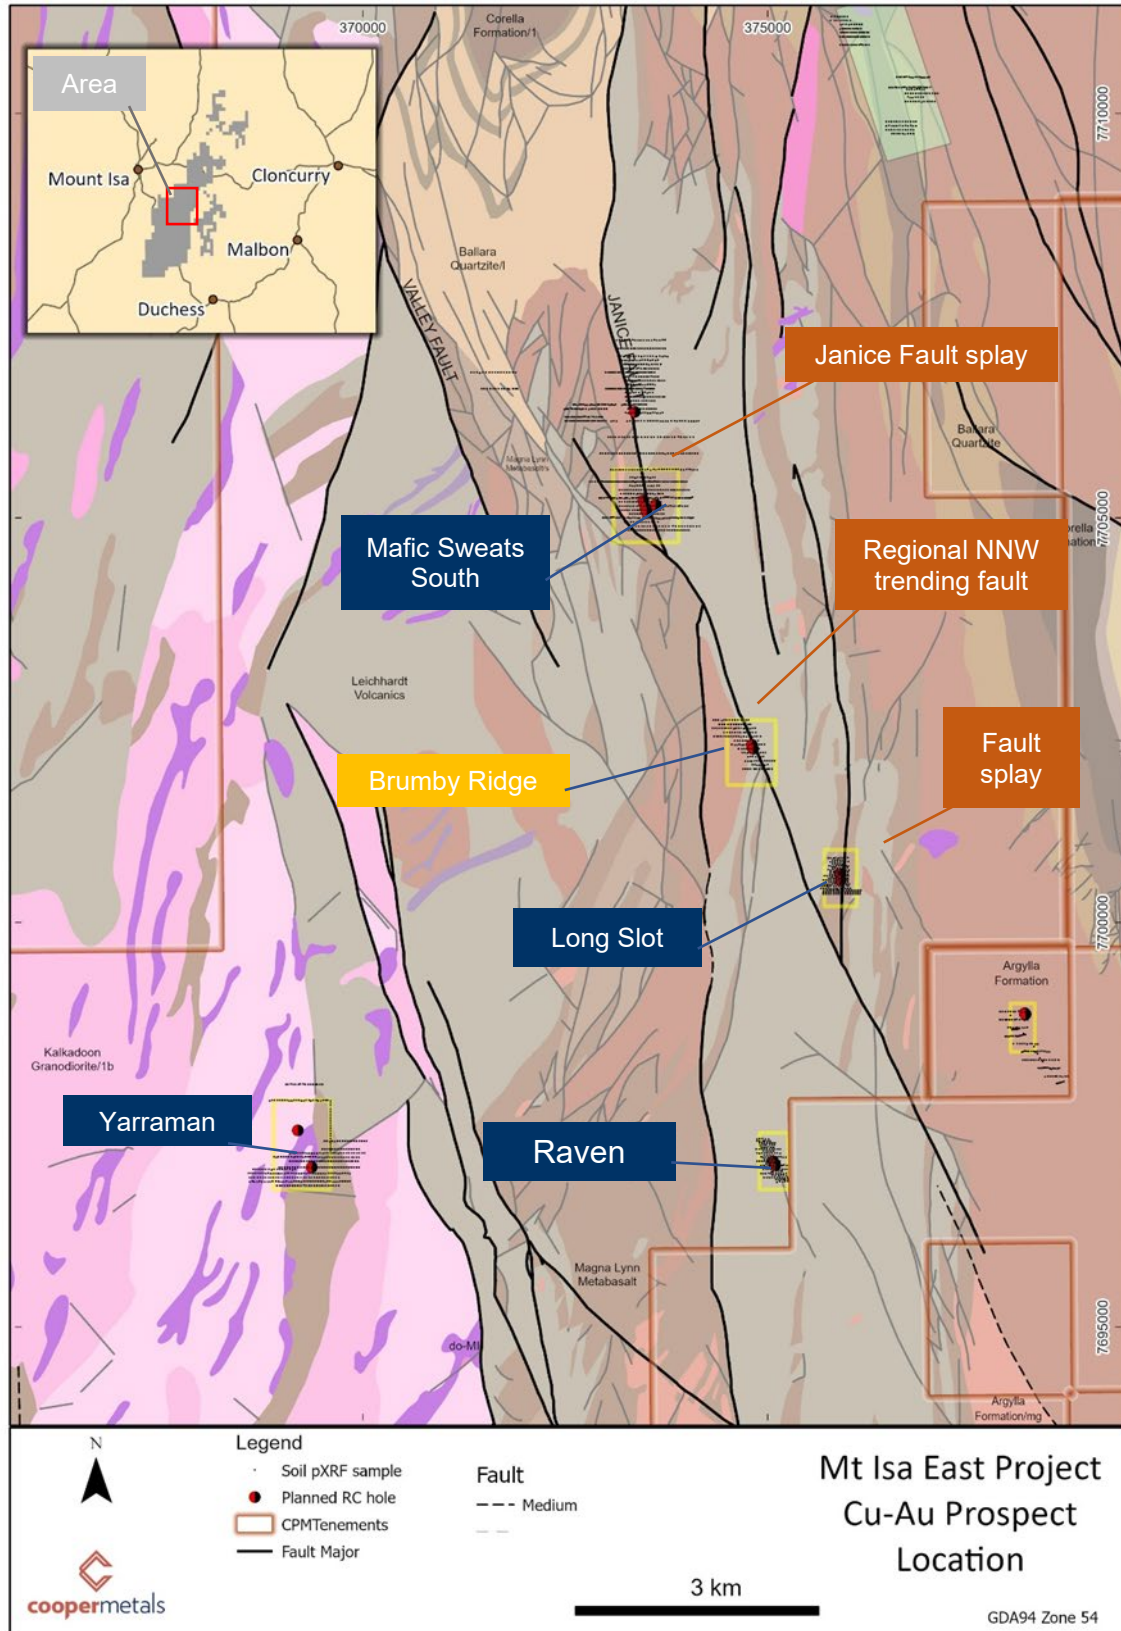 370000
375000
Corella
Formation/1
Area
Mount Isa
Cloncurry
Malbon
Duchess
7710000
Ballara
Quartzite/l
VALLEY FAULT
JANICE
Janice Fault splay
Ballara
Quartzite
Magna Lynn
Metabasalt
7705000
Mafic Sweats
South
Regional NNW
trending fault
Leichhardt
Volcanics
Fault
splay
Brumby Ridge
Long Slot
7700000
Argylla
Formation
Kalkadoon
Granodiorite/1b
Yarraman
Raven
Magna Lynn
Metabasalt
7695000
Argylla
Formation/mg
N
Legend
Soil pXRF sample
Planned RC hole
CPMTenements
Fault Major
Fault
Medium
Mt Isa East Project
Cu-Au Prospect
Location
3 km
coopermetals
GDA94 Zone 54